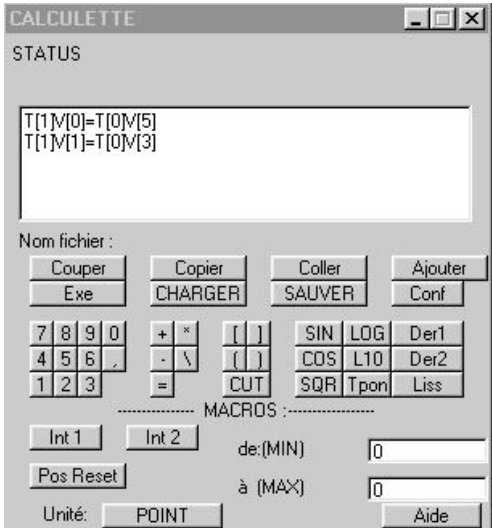 CALCULETTE
STATUS
T[1]V[0]=T[0]V[5]
T[1]V[1]=T[0]V[3]
Nom fichier :
Couper Copier Coller Ajouter
Exe CHARGER SAUVER Conf
7 8 9 0 + * [ ] SIN LOG Der1
4 5 6 , - \ ( ) COS L10 Der2
1 2 3 = CUT SQR Tpon Liss
-------------- MACROS :----------------
Int 1 Int 2 de:(MIN) 0
Pos Reset à (MAX) 0
Unité: POINT Aide